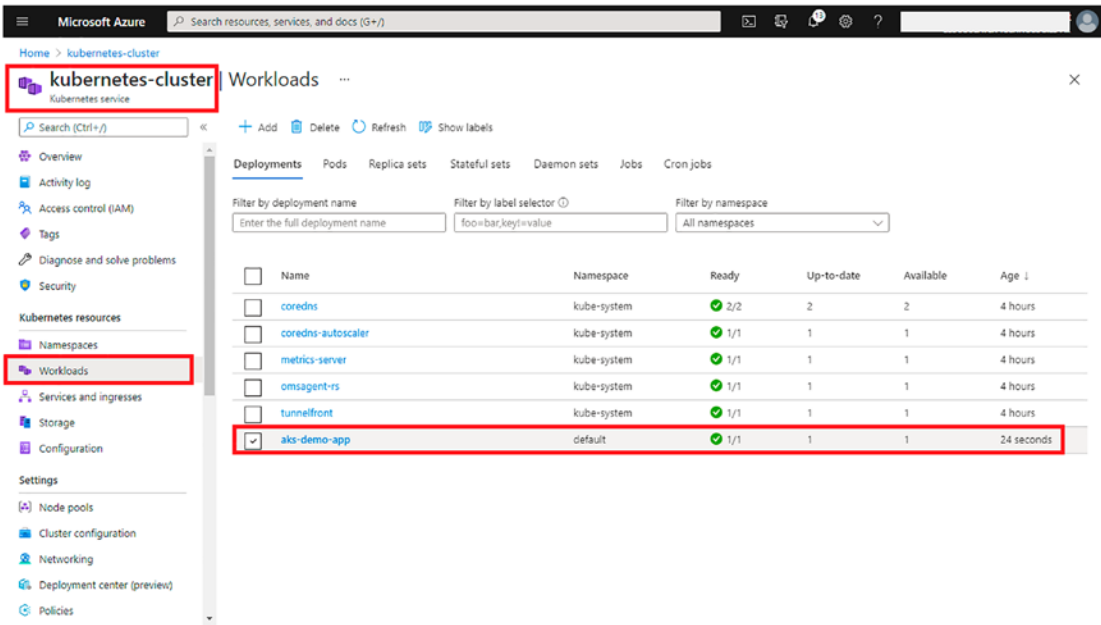 Microsoft Azure
Search resources, services, and docs (G+/)
13
Home > kubernetes-cluster
kubernetes-cluster | Workloads ...
Kubernetes service
Search (Ctrl+/)
Overview
Activity log
Access control (IAM)
Tags
Diagnose and solve problems
Security
Kubernetes resources
Namespaces
Workloads
Services and ingresses
Storage
Configuration
Settings
Node pools
Cluster configuration
Networking
Deployment center (preview)
Policies
Add Delete Refresh Show labels
Deployments Pods Replica sets Stateful sets Daemon sets Jobs Cron jobs
Filter by deployment name Filter by label selector Filter by namespace
Enter the full deployment name foo=bar,key!=value All namespaces
Name Namespace Ready Up-to-date Available Age ↓
coredns kube-system 2/2 2 2 4 hours
coredns-autoscaler kube-system 1/1 1 1 4 hours
metrics-server kube-system 1/1 1 1 4 hours
omsagent-rs kube-system 1/1 1 1 4 hours
tunnelfront kube-system 1/1 1 1 4 hours
aks-demo-app default 1/1 1 1 24 seconds